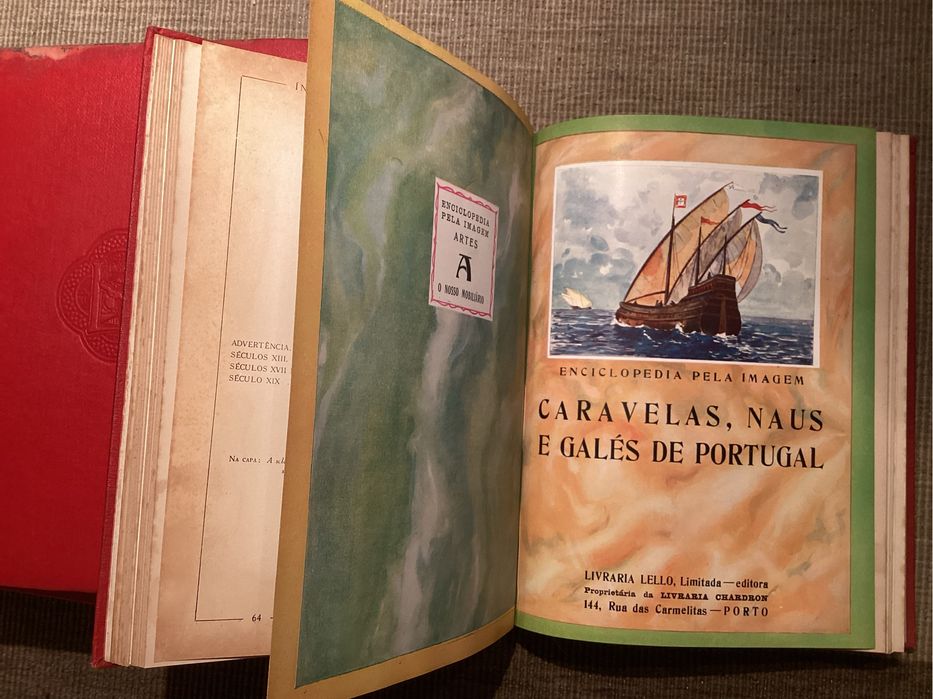 ADVERTÊNCIA.
SÉCULOS XIII.
SÉCULOS XVII
SÉCULO XIX
NA CAPA:
64
ENCICLOPEDIA
PELA IMAGEM
ARTES
A
O NOSSO MOBILIÁRIO
ENCICLOPEDIA PELA IMAGEM
CARAVELAS, NAUS
E GALÉS DE PORTUGAL
LIVRARIA LELLO, Limitada—editora
Proprietária da LIVRARIA CHARDRON
144, Rua das Carmelitas—PORTO